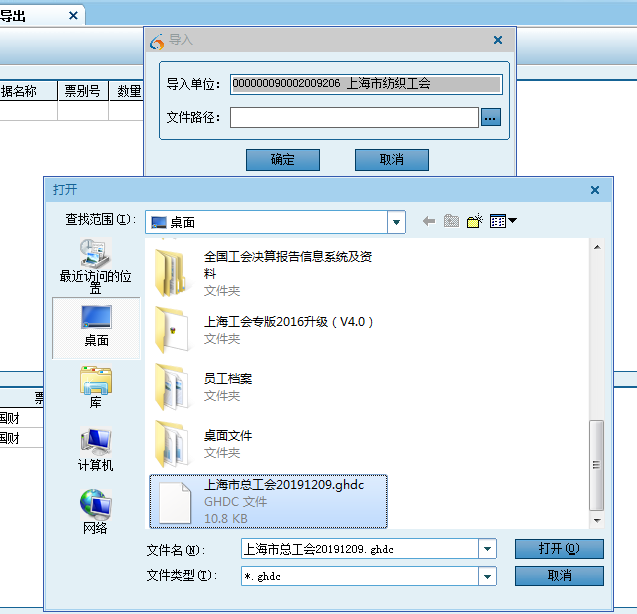 导出
据名称 票别号 数量
导入
导入单位： 000000090002009206 上海市纺织工会
文件路径： ...
确定 取消
打开
查找范围(I)： 桌面
最近访问的位
置
桌面
库
计算机
网络
全国工会决算报告信息系统及资
料
文件夹
上海工会专版2016升级（V4.0）
文件夹
员工档案
文件夹
桌面文件
文件夹
上海市总工会20191209.ghdc
GHDC 文件
10.8 KB
票
国财
国财
文件名(N)： 上海市总工会20191209.ghdc 打开(O)
文件类型(T)： *.ghdc 取消